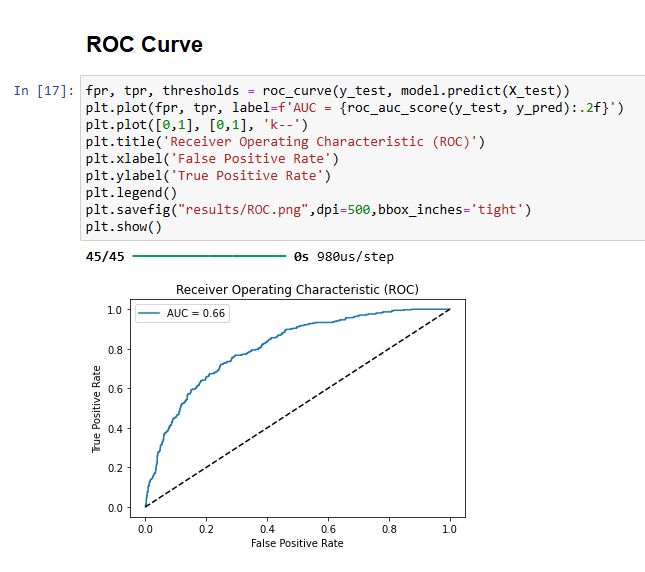 ROC Curve
In [17]:
fpr, tpr, thresholds = roc_curve(y_test, model.predict(X_test))
plt.plot(fpr, tpr, label=f'AUC = {roc_auc_score(y_test, y_pred):.2f}')
plt.plot([0,1], [0,1], 'k--')
plt.title('Receiver Operating Characteristic (ROC)')
plt.xlabel('False Positive Rate')
plt.ylabel('True Positive Rate')
plt.legend()
plt.savefig("results/ROC.png",dpi=500,bbox_inches='tight')
plt.show()
45/45 0s 980us/step
Receiver Operating Characteristic (ROC)
AUC = 0.66
True Positive Rate
1.0
0.8
0.6
0.4
0.2
0.0
0.0 0.2 0.4 0.6 0.8 1.0
False Positive Rate